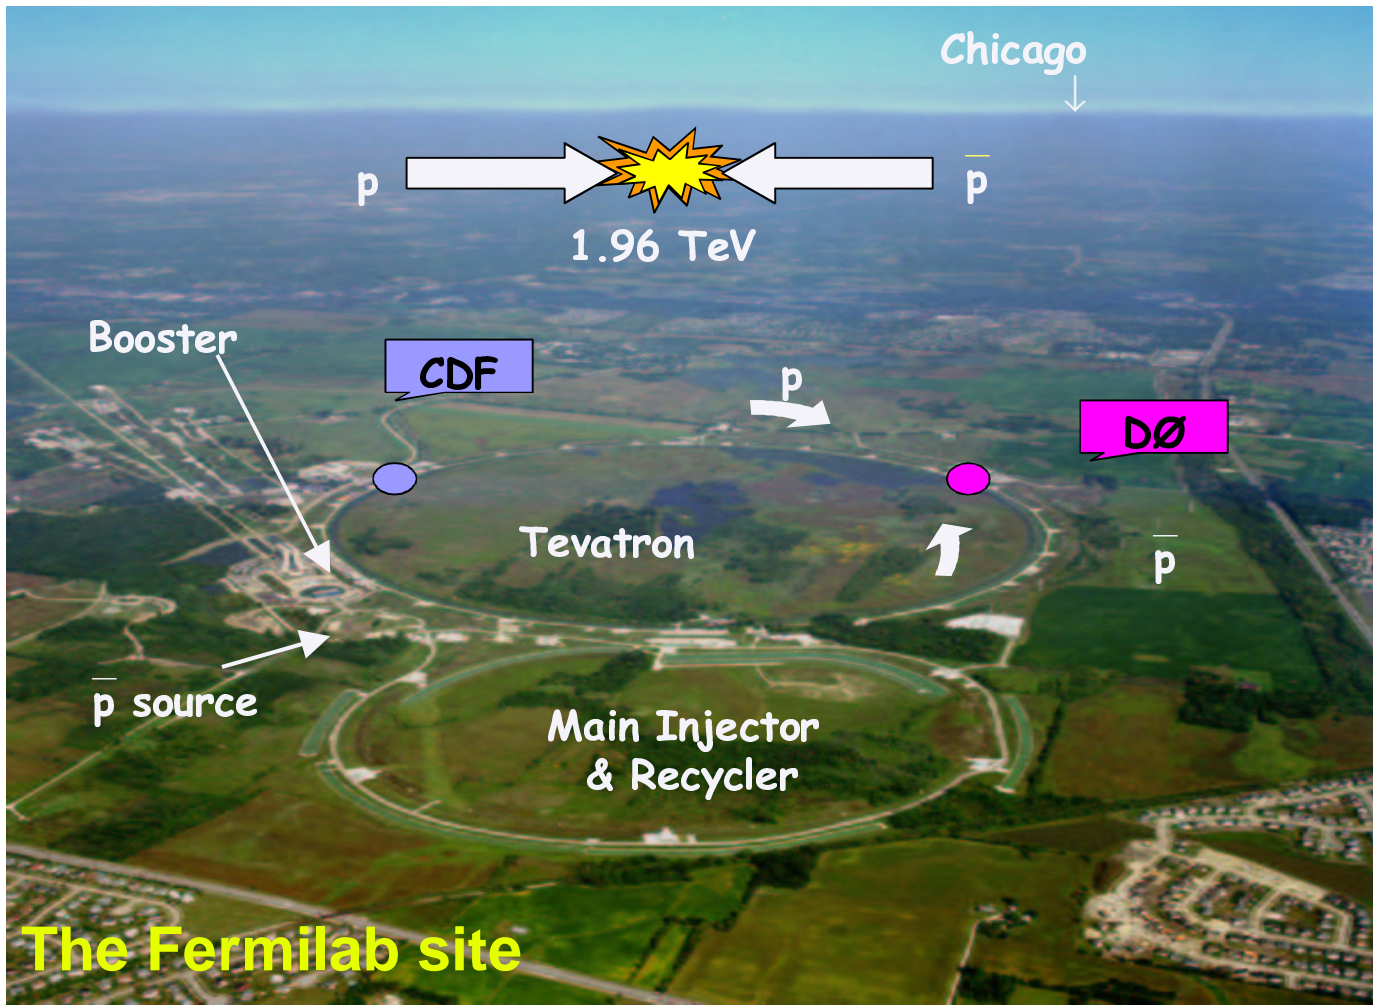 Chicago
p
p̅
1.96 TeV
Booster
CDF
p
DØ
Tevatron
p̅
p̅ source
Main Injector
& Recycler
The Fermilab site